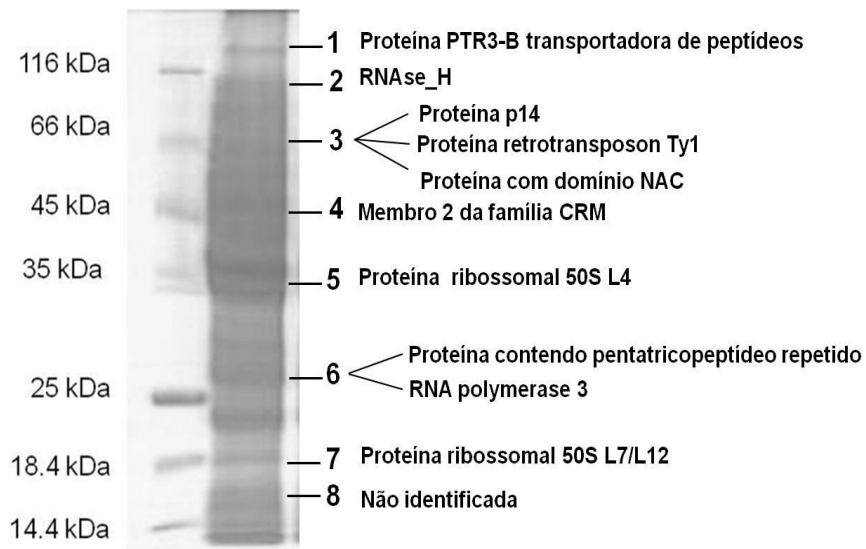 1 Proteína PTR3-B transportadora de peptídeos
116 kDa
2 RNAse_H
Proteína p14
66 kDa
3 Proteína retrotransposon Ty1
Proteína com domínio NAC
45 kDa
4 Membro 2 da família CRM
35 kDa
5 Proteína ribossomal 50S L4
Proteína contendo pentatricopeptídeo repetido
6
25 kDa
RNA polymerase 3
7 Proteína ribossomal 50S L7/L12
18.4 kDa
8 Não identificada
14.4 kDa